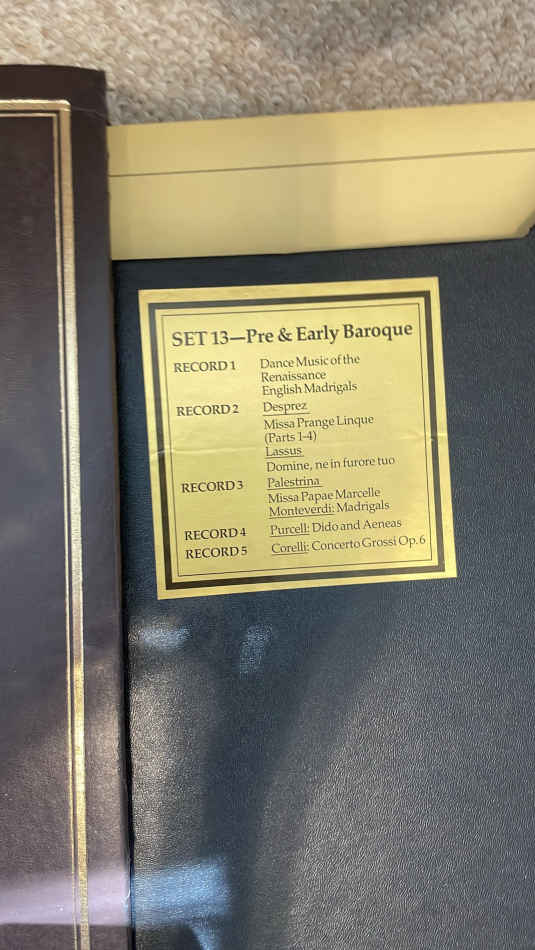 SET 13—Pre & Early Baroque
RECORD 1 Dance Music of the
Renaissance
English Madrigals
RECORD 2 Desprez
Missa Prange Linque
(Parts 1-4)
Lassus
Domine, ne in furore tuo
RECORD 3 Palestrina
Missa Papae Marcelle
Monteverdi: Madrigals
RECORD 4 Purcell: Dido and Aeneas
RECORD 5 Corelli: Concerto Grossi Op.6